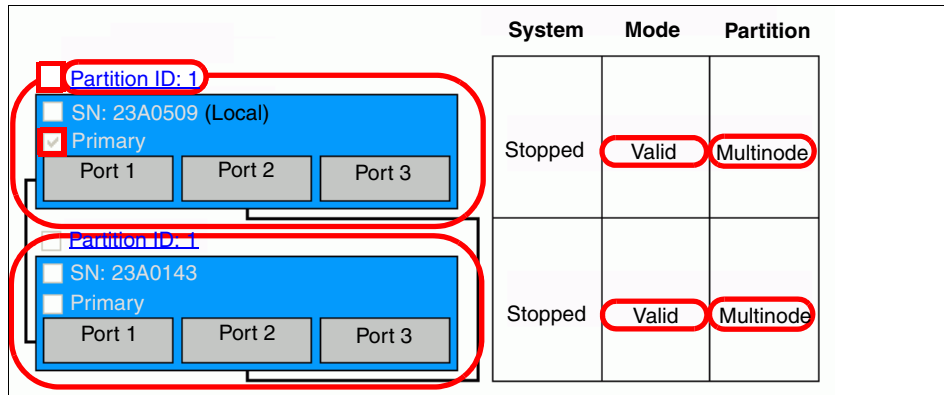 System Mode Partition
Partition ID: 1
SN: 23A0509 (Local)
Primary
Port 1 Port 2 Port 3
Stopped Valid Multinode
Partition ID: 1
SN: 23A0143
Primary
Port 1 Port 2 Port 3
Stopped Valid Multinode